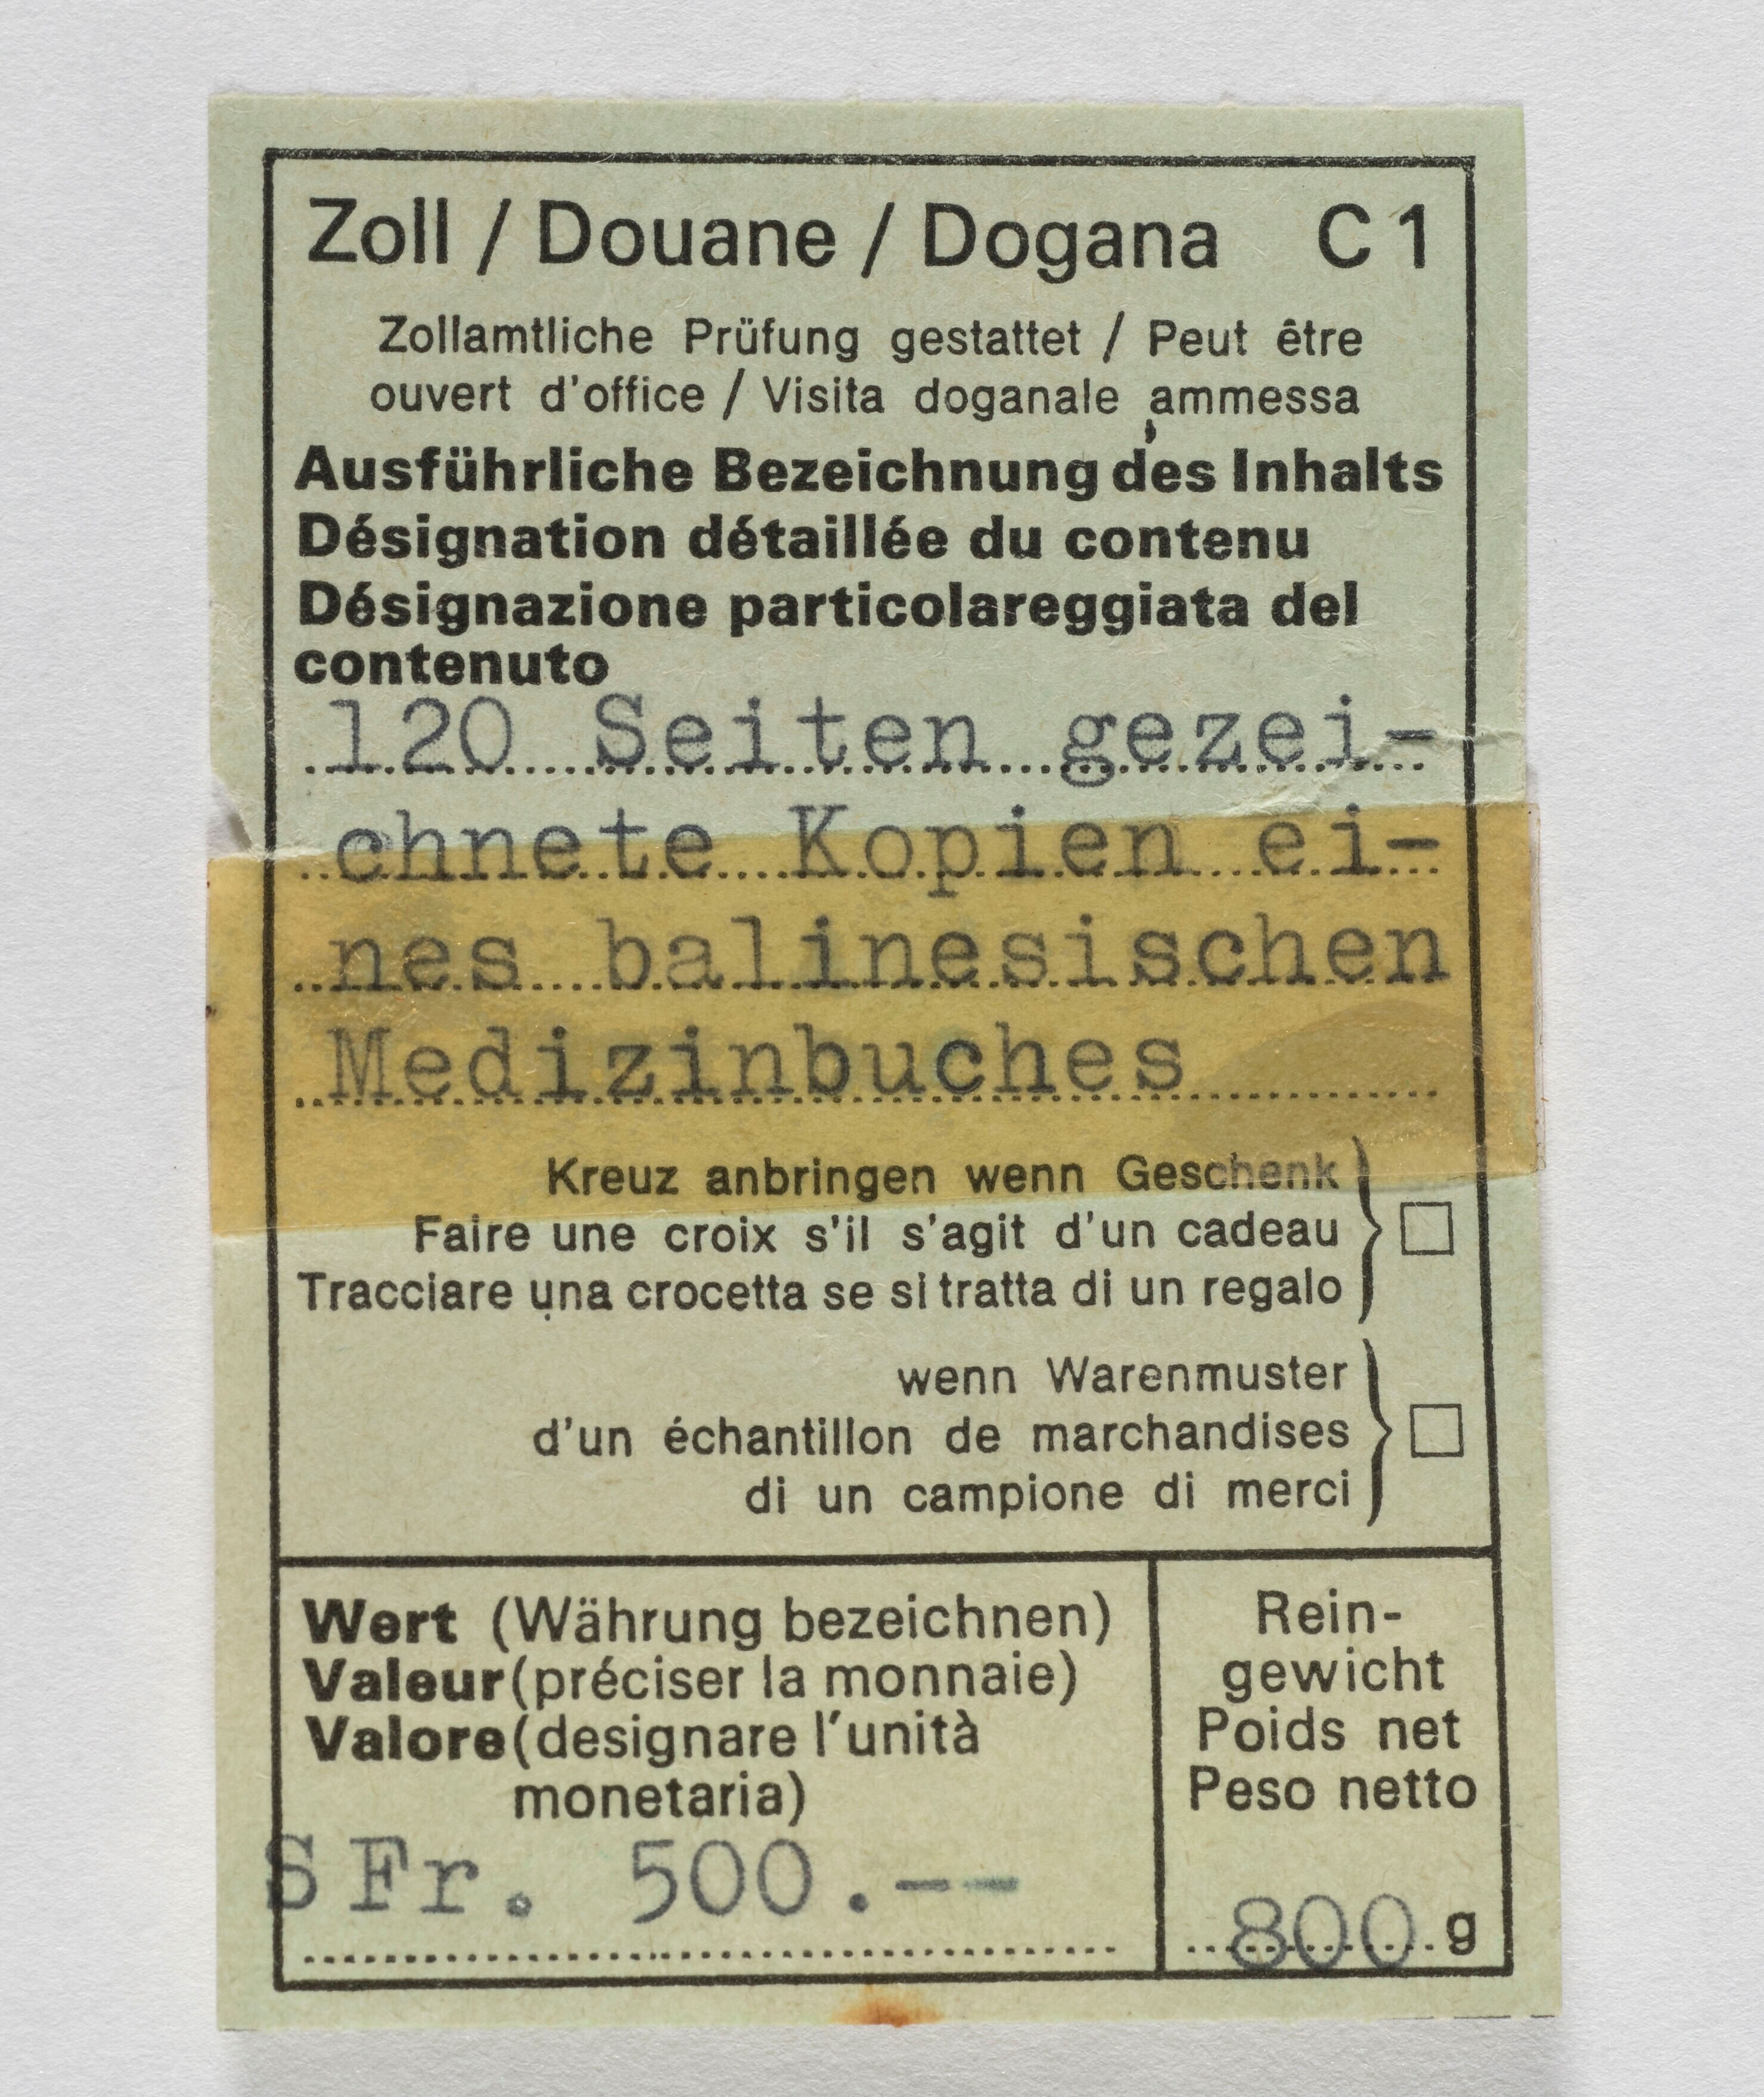 Zoll / Douane / Dogana C 1
Zollamtliche Prüfung gestattet / Peut être
ouvert d'office / Visita doganale ammessa
Ausführliche Bezeichnung des Inhalts
Désignation détaillée du contenu
Désignazione particolareggiata del
contenuto
120 Seiten gezei-
chnete Kopien ei-
nes balinesischen
Medizinbuches
Kreuz anbringen wenn Geschenk
Faire une croix s'il s'agit d'un cadeau
Tracciare una crocetta se si tratta di un regalo
wenn Warenmuster
d'un échantillon de marchandises
di un campione di merci
Wert (Währung bezeichnen)
Valeur (préciser la monnaie)
Valore (designare l'unità
monetaria)
SFr. 500.--
Rein-
gewicht
Poids net
Peso netto
800 g